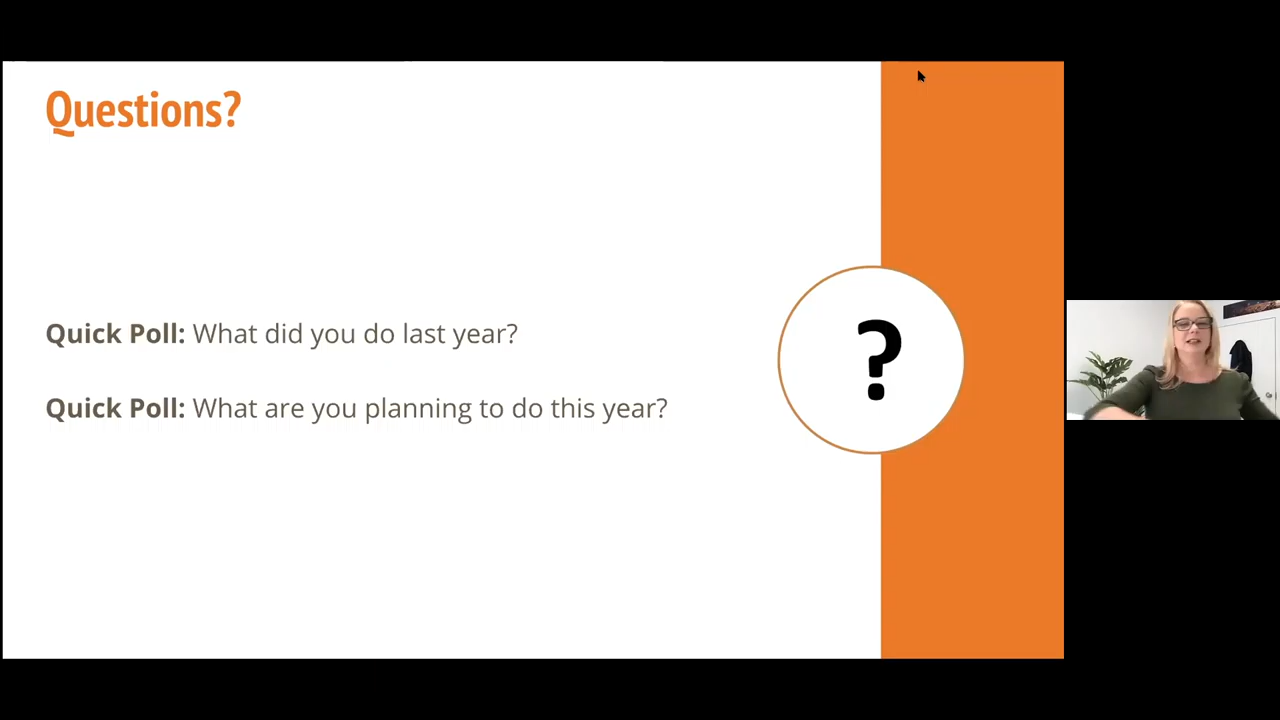 Questions?
Quick Poll: What did you do last year?
Quick Poll: What are you planning to do this year?
?